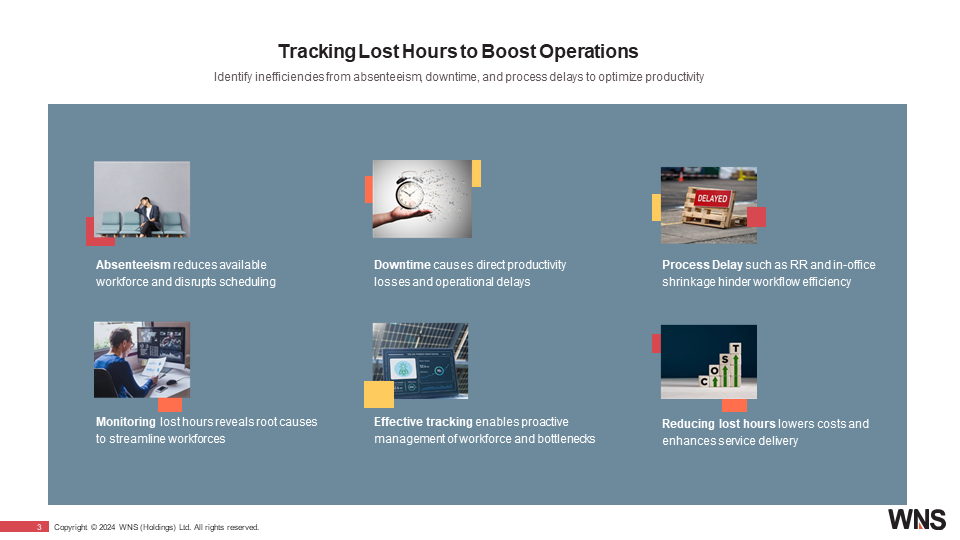 Tracking Lost Hours to Boost Operations
Identify inefficiencies from absenteeism, downtime, and process delays to optimize productivity
DELAYED
Absenteeism reduces available
workforce and disrupts scheduling
Downtime causes direct productivity
losses and operational delays
Process Delay such as RR and in-office
shrinkage hinder workflow efficiency
C O S T
Monitoring lost hours reveals root causes
to streamline workforces
Effective tracking enables proactive
management of workforce and bottlenecks
Reducing lost hours lowers costs and
enhances service delivery
3 Copyright © 2024 WNS (Holdings) Ltd. All rights reserved.
WNS